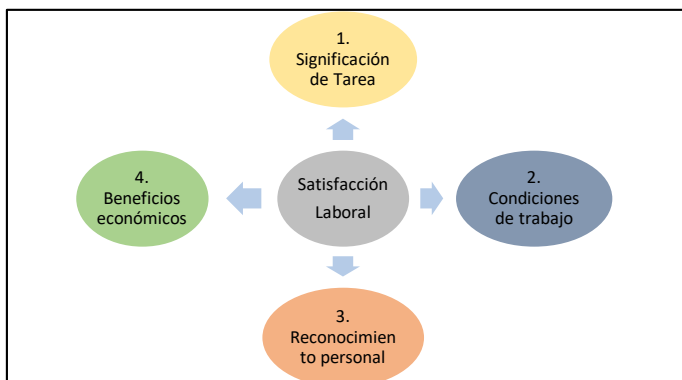 1.
Significación
de Tarea
4.
Beneficios
económicos
Satisfacción
Laboral
2.
Condiciones
de trabajo
3.
Reconocimien
to personal